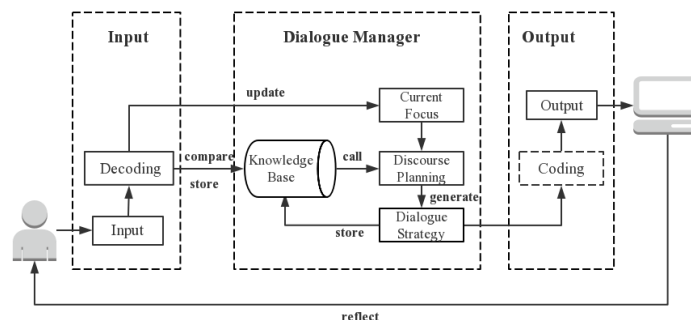 Input
Dialogue Manager
Output
update
Current
Focus
Output
Decoding
compare
store
Knowledge
Base
call
Discourse
Planning
Coding
generate
Input
store
Dialogue
Strategy
reflect